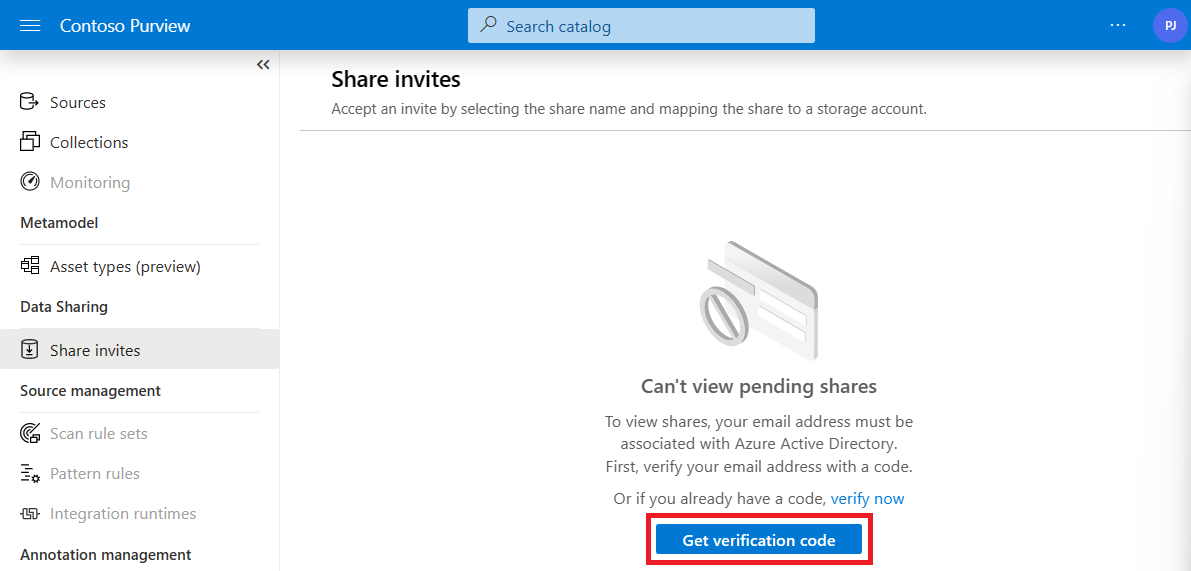 Contoso Purview
Search catalog
...
PJ
Sources
Collections
Monitoring
Metamodel
Asset types (preview)
Data Sharing
Share invites
Source management
Scan rule sets
Pattern rules
Integration runtimes
Annotation management
Share invites
Accept an invite by selecting the share name and mapping the share to a storage account.
Can't view pending shares
To view shares, your email address must be
associated with Azure Active Directory.
First, verify your email address with a code.
Or if you already have a code, verify now
Get verification code